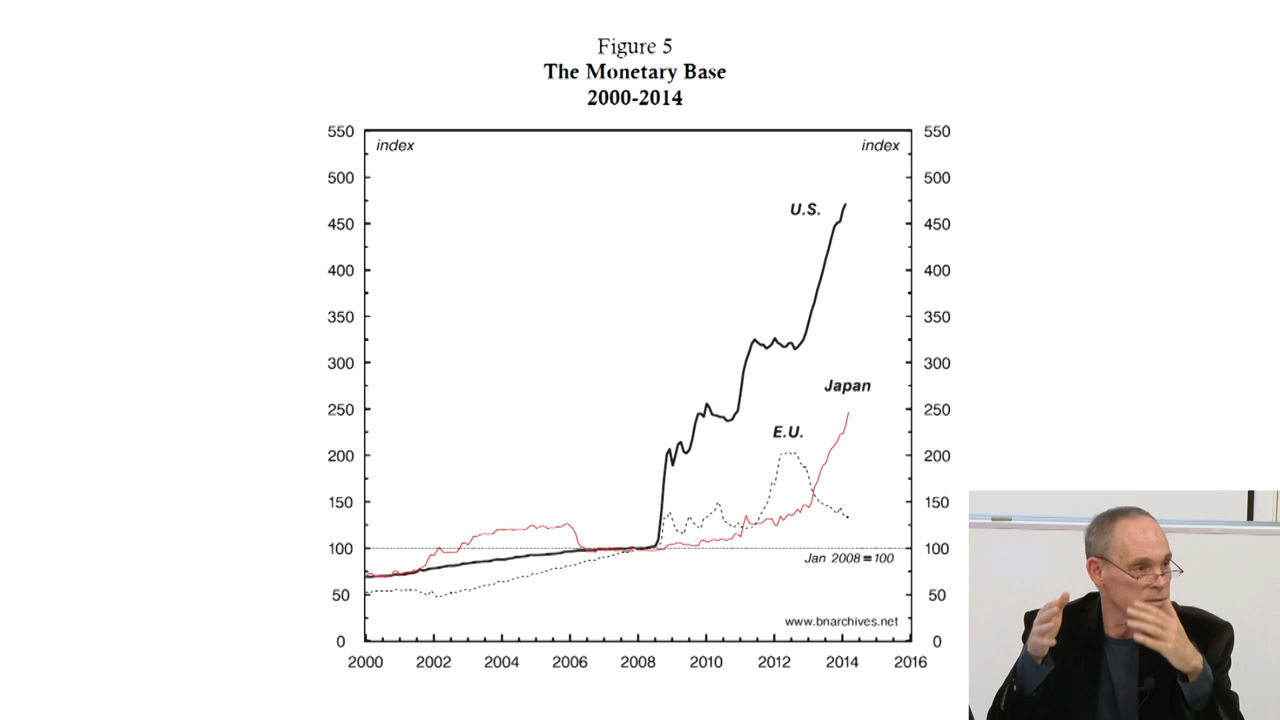 Figure 5
The Monetary Base
2000-2014
550 550
index index
500 500
U.S.
450 450
400 400
Japan
350 350
300 300
250 250
E.U.
200 200
150 150
100 100
Jan 2008=100
50 50
www.bnarchives.net
0 0
2000 2002 2004 2006 2008 2010 2012 2014 2016